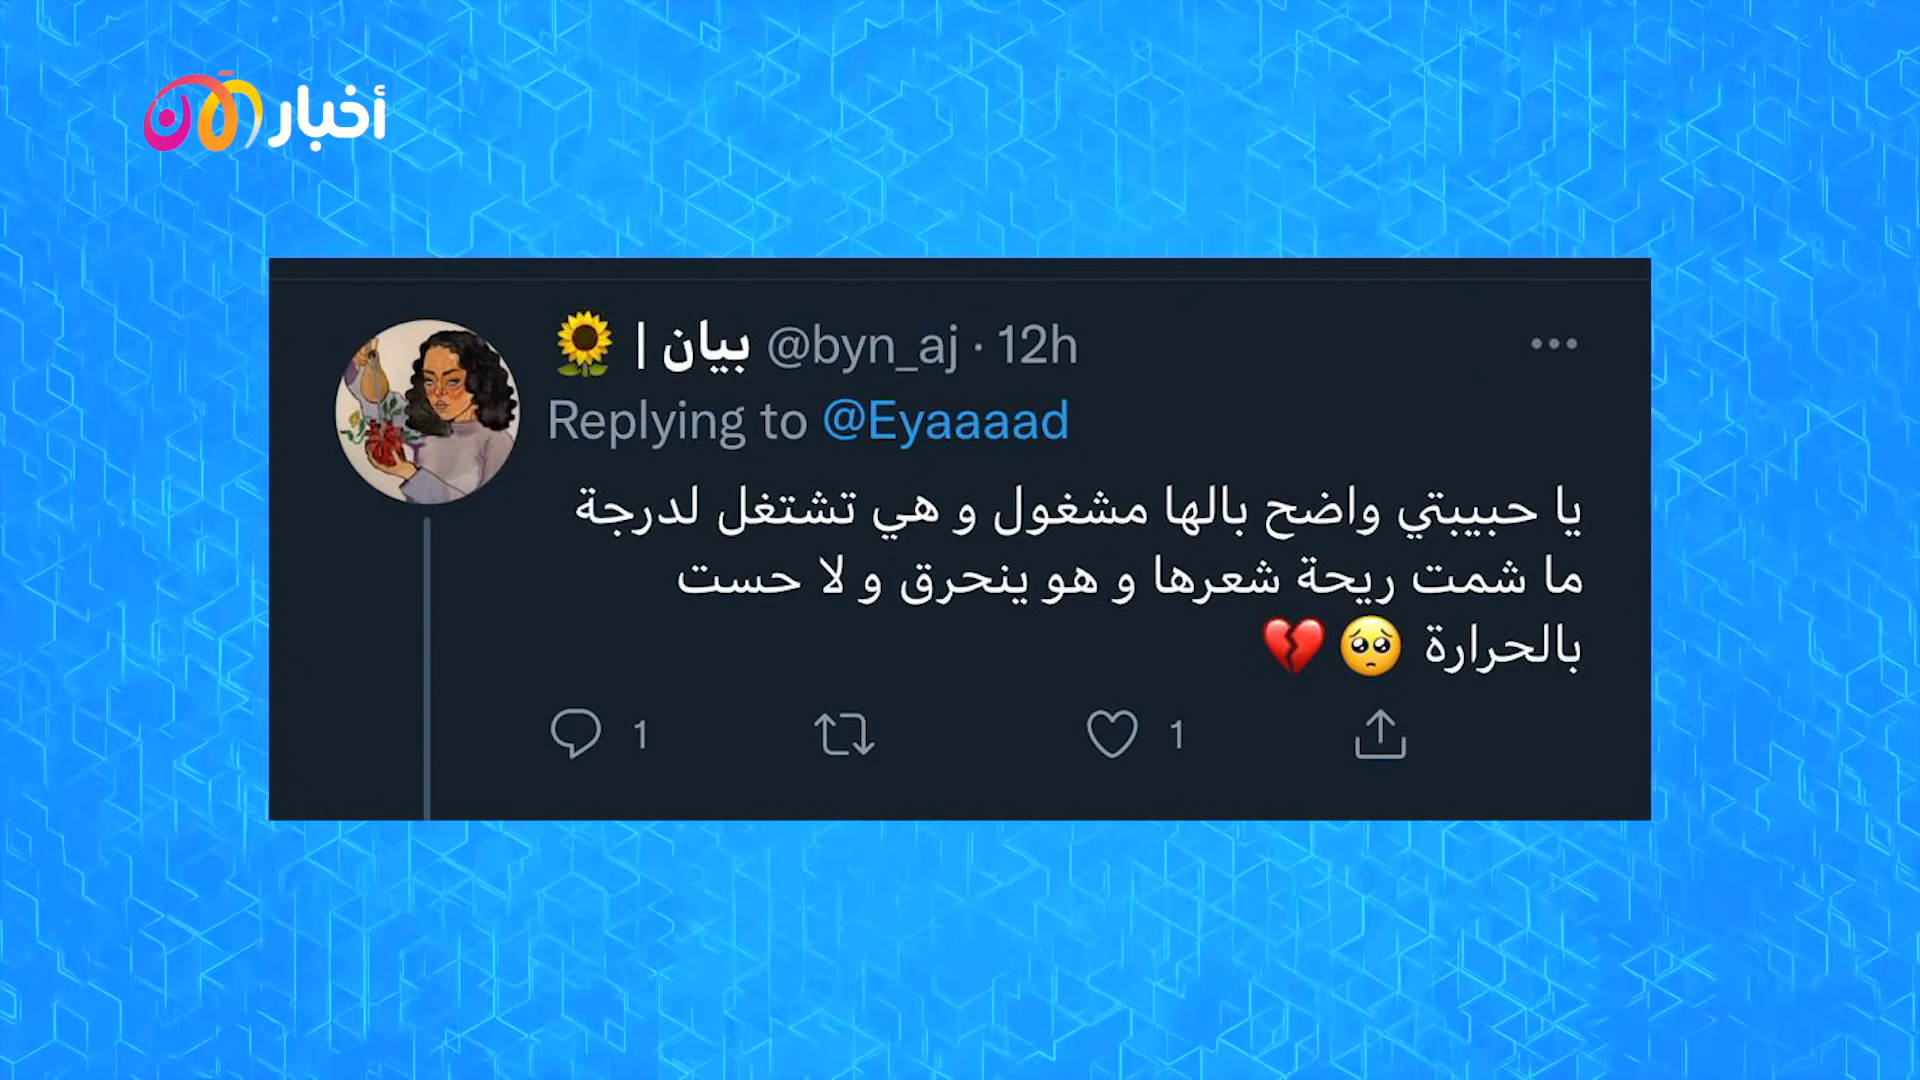 أخبار الآن
بيان | 🌻 @byn_aj · 12h
Replying to @Eyaaaad
يا حبيبتي واضح بالها مشغول و هي تشتغل لدرجة
ما شمت ريحة شعرها و هو ينحرق و لا حست
بالحرارة 🥺 💔
1 1